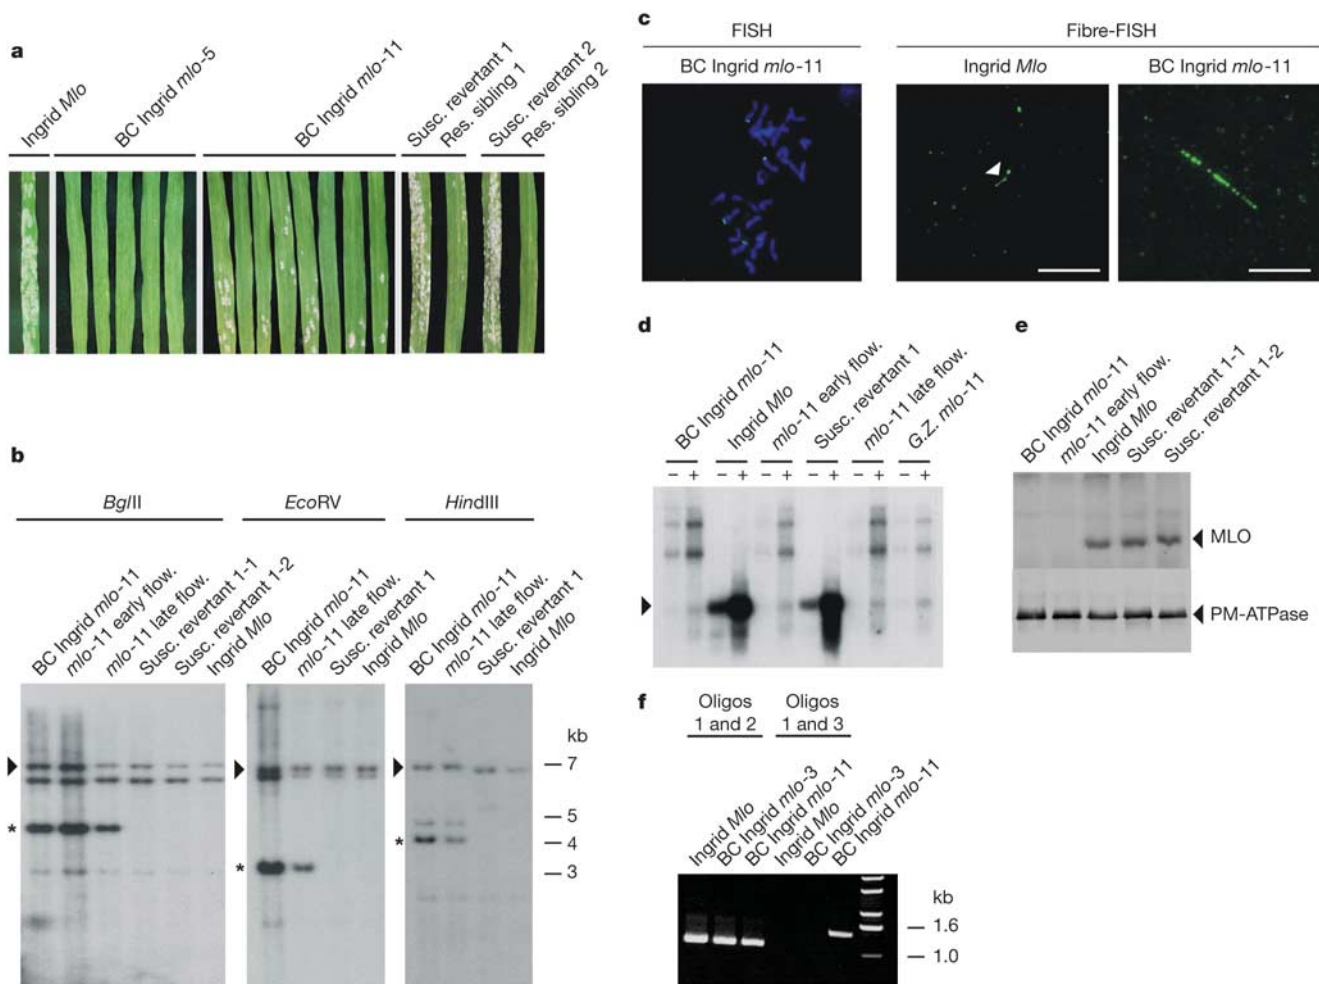 a
Ingrid Mlo
BC Ingrid mlo-5
BC Ingrid mlo-11
Susc. revertant 1
Res. sibling 1
Susc. revertant 2
Res. sibling 2
b
BglII
EcoRV
HindIII
BC Ingrid mlo-11
mlo-11 early flow.
mlo-11 late flow.
Susc. revertant 1-1
Susc. revertant 1-2
Ingrid Mlo
BC Ingrid mlo-11
mlo-11 late flow.
Susc. revertant 1
Ingrid Mlo
BC Ingrid mlo-11
mlo-11 late flow.
Susc. revertant 1
Ingrid Mlo
*
*
*
kb
7
5
4
3
c
FISH
Fibre-FISH
BC Ingrid mlo-11
Ingrid Mlo
BC Ingrid mlo-11
d
BC Ingrid mlo-11
Ingrid Mlo
mlo-11 early flow.
Susc. revertant 1
mlo-11 late flow.
G.Z. mlo-11
– + – + – + – + – + – +
e
BC Ingrid mlo-11
mlo-11 early flow.
Ingrid Mlo
Susc. revertant 1-1
Susc. revertant 1-2
MLO
PM-ATPase
f
Oligos
1 and 2
Oligos
1 and 3
Ingrid Mlo
BC Ingrid mlo-3
BC Ingrid mlo-11
Ingrid Mlo
BC Ingrid mlo-3
BC Ingrid mlo-11
kb
1.6
1.0